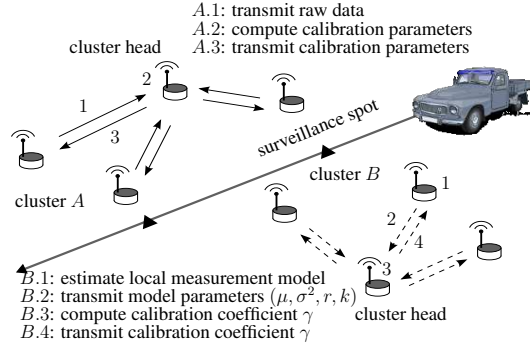 A.1: transmit raw data
A.2: compute calibration parameters
A.3: transmit calibration parameters
cluster head
2
1
3
surveillance spot
cluster A
cluster B
1
2
4
3
B.1: estimate local measurement model
B.2: transmit model parameters (μ, σ², r, k)
B.3: compute calibration coefficient γ
B.4: transmit calibration coefficient γ
cluster head